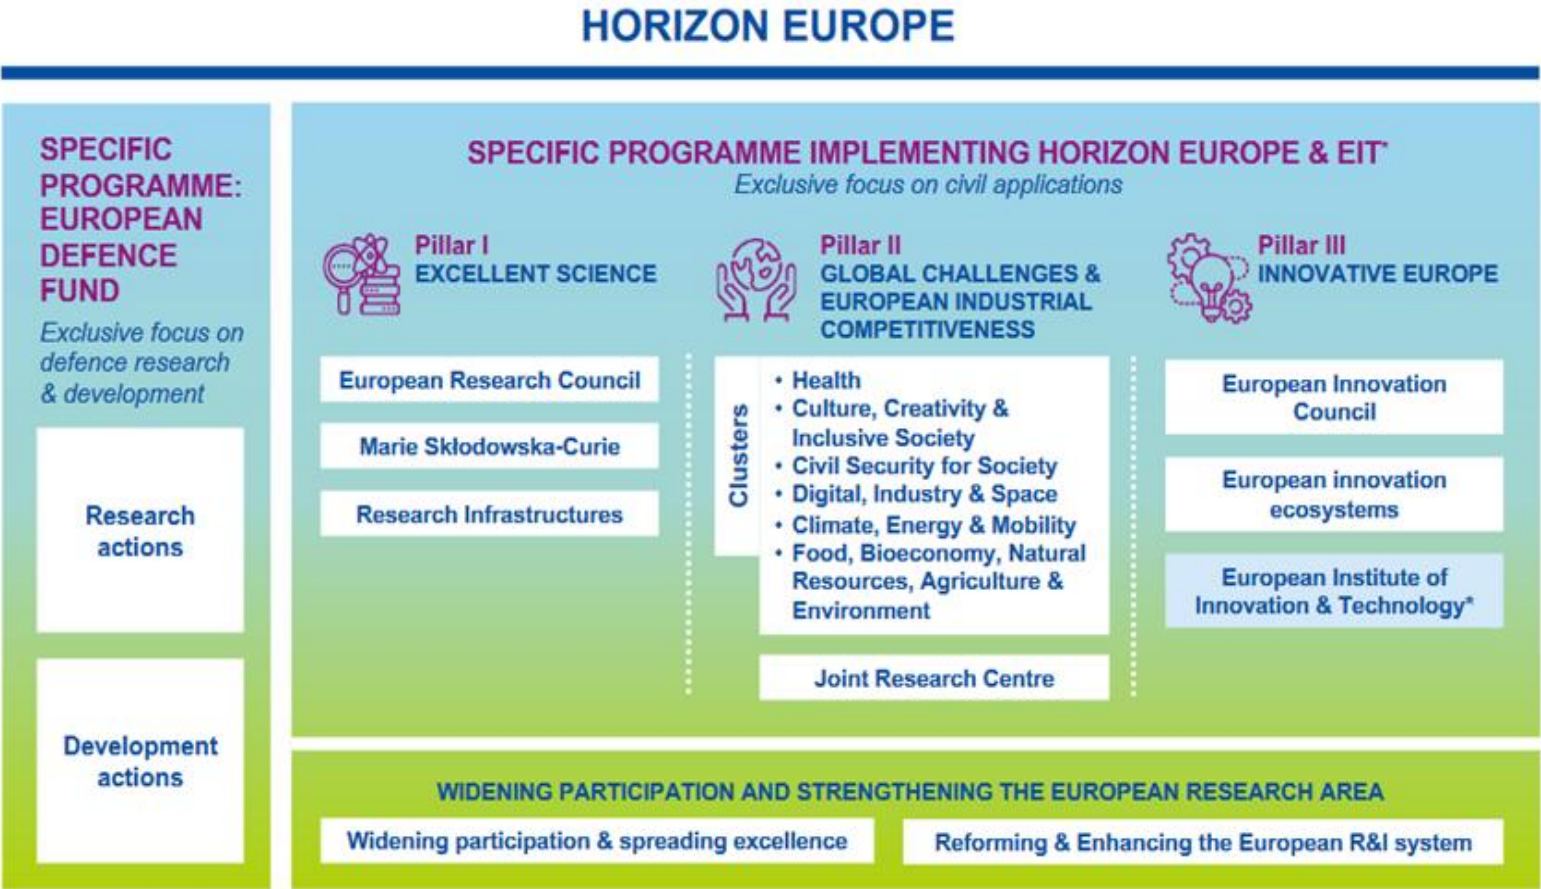 HORIZON EUROPE
SPECIFIC
PROGRAMME:
EUROPEAN
DEFENCE
FUND
Exclusive focus on
defence research
& development
Research
actions
Development
actions
SPECIFIC PROGRAMME IMPLEMENTING HORIZON EUROPE & EIT*
Exclusive focus on civil applications
Pillar I
EXCELLENT SCIENCE
European Research Council
Marie Skłodowska-Curie
Research Infrastructures
Pillar II
GLOBAL CHALLENGES &
EUROPEAN INDUSTRIAL
COMPETITIVENESS
Clusters
• Health
• Culture, Creativity &
Inclusive Society
• Civil Security for Society
• Digital, Industry & Space
• Climate, Energy & Mobility
• Food, Bioeconomy, Natural
Resources, Agriculture &
Environment
Joint Research Centre
Pillar III
INNOVATIVE EUROPE
European Innovation
Council
European innovation
ecosystems
European Institute of
Innovation & Technology*
WIDENING PARTICIPATION AND STRENGTHENING THE EUROPEAN RESEARCH AREA
Widening participation & spreading excellence
Reforming & Enhancing the European R&I system